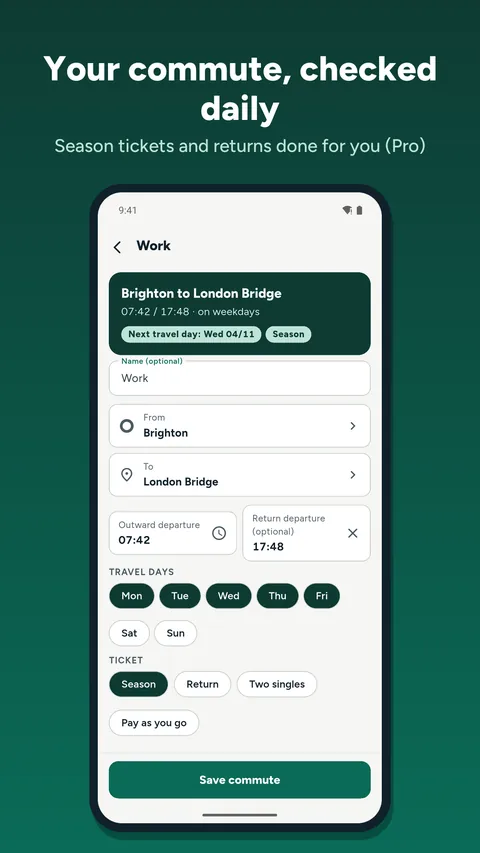 Your commute, checked
daily
Season tickets and returns done for you (Pro)
9:41
Work
Brighton to London Bridge
07:42 / 17:48 · on weekdays
Next travel day: Wed 04/11 Season
Name (optional)
Work
From
Brighton
To
London Bridge
Outward departure
07:42
Return departure
(optional)
17:48
TRAVEL DAYS
Mon Tue Wed Thu Fri
Sat Sun
TICKET
Season Return Two singles
Pay as you go
Save commute